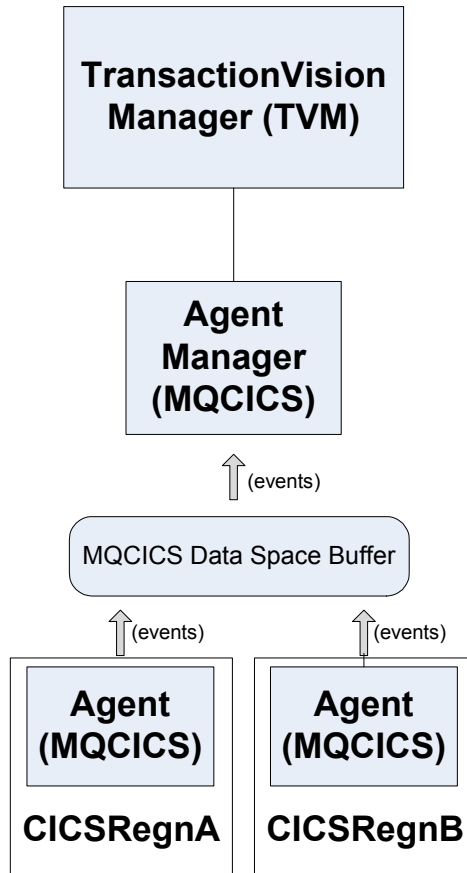 TransactionVision
Manager (TVM)
Agent
Manager
(MQCICS)
(events)
MQCICS Data Space Buffer
(events)
(events)
Agent
(MQCICS)
CICSRegnA
Agent
(MQCICS)
CICSRegnB